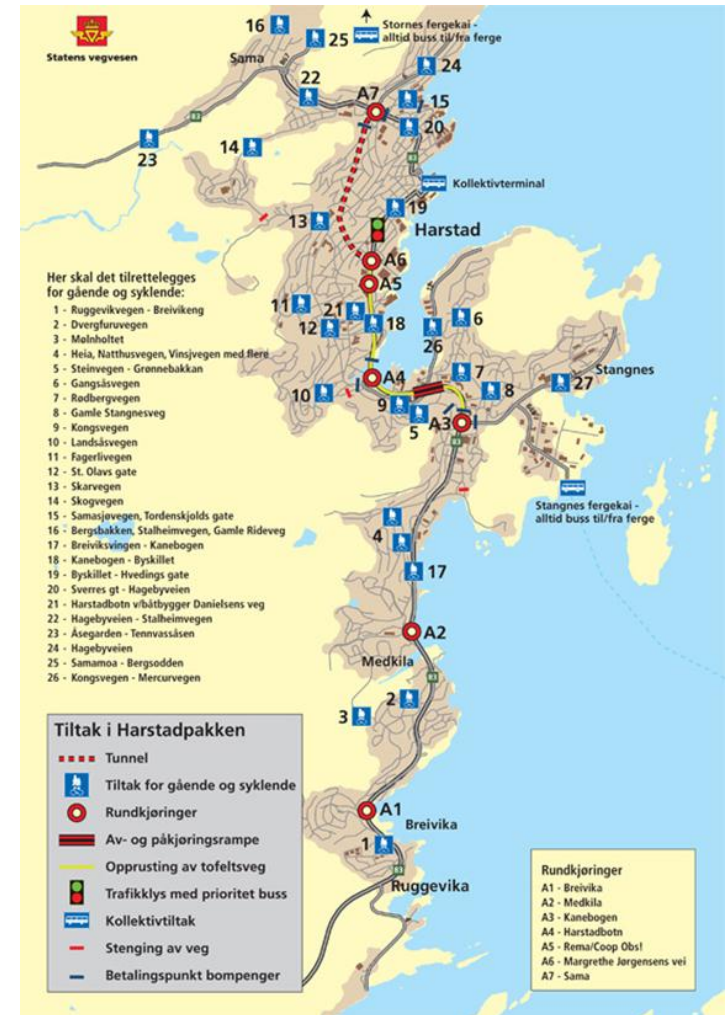 Statens vegvesen
Stornes fergekai -
alltid buss til/fra ferge
16
25
Sama
22
24
A7
15
83
20
14
23
83
Kollektivterminal
19
13
Harstad
A6
A5
Her skal det tilrettelegges
for gående og syklende:
1 - Ruggevikvegen - Breivikeng
2 - Dvergfuruvegen
3 - Mølnholtet
4 - Heia, Natthusvegen, Vinsjvegen med flere
5 - Steinvegen - Grønnebakkan
6 - Gangsåsvegen
7 - Rødbergvegen
8 - Gamle Stangnesveg
9 - Kongsvegen
10 - Landsåsvegen
11 - Fagerlivegen
12 - St. Olavs gate
13 - Skarvegen
14 - Skogvegen
15 - Samasjøvegen, Tordenskjolds gate
16 - Bergsbakken, Stalheimvegen, Gamle Rideveg
17 - Breiviksvingen - Kanebogen
18 - Kanebogen - Byskillet
19 - Byskillet - Hvedings gate
20 - Sverres gt - Hagebyveien
21 - Harstadbotn v/båtbygger Danielsens veg
22 - Hagebyveien - Stalheimvegen
23 - Åsegarden - Tennvassåsen
24 - Hagebyveien
25 - Samamoa - Bergsodden
26 - Kongsvegen - Mercurvegen
11
21
12
18
6
26
Stangnes
A4
7
8
27
10
9
5
A3
83
Stangnes fergekai -
alltid buss til/fra ferge
4
17
A2
Medkila
83
2
3
A1
Breivika
1
83
Ruggevika
Tiltak i Harstadpakken
Tunnel
Tiltak for gående og syklende
Rundkjøringer
Av- og påkjøringsrampe
Opprusting av tofeltsveg
Trafikklys med prioritet buss
Kollektivtiltak
Stenging av veg
Betalingspunkt bompenger
Rundkjøringer
A1 - Breivika
A2 - Medkila
A3 - Kanebogen
A4 - Harstadbotn
A5 - Rema/Coop Obs!
A6 - Margrethe Jørgensens vei
A7 - Sama